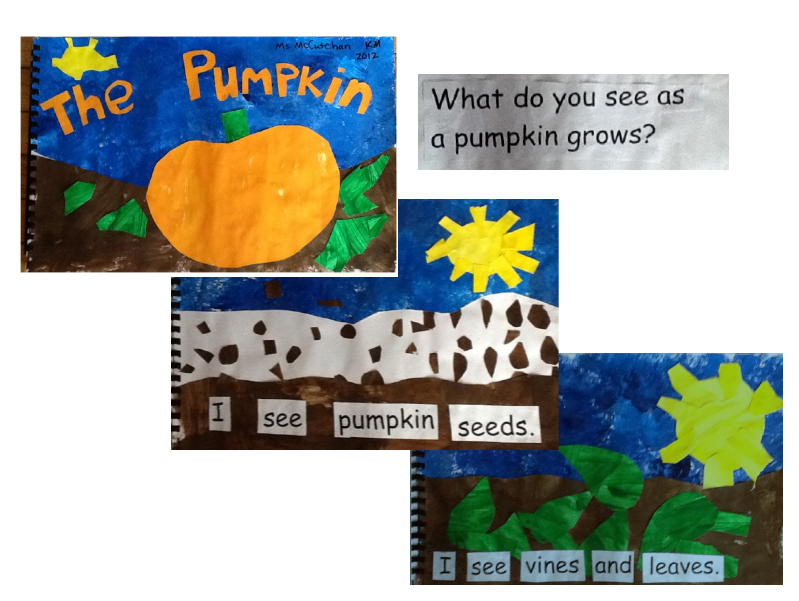 Ms McCutchan KM
2012
The Pumpkin
What do you see as
a pumpkin grows?
I see pumpkin seeds.
I see vines and leaves.